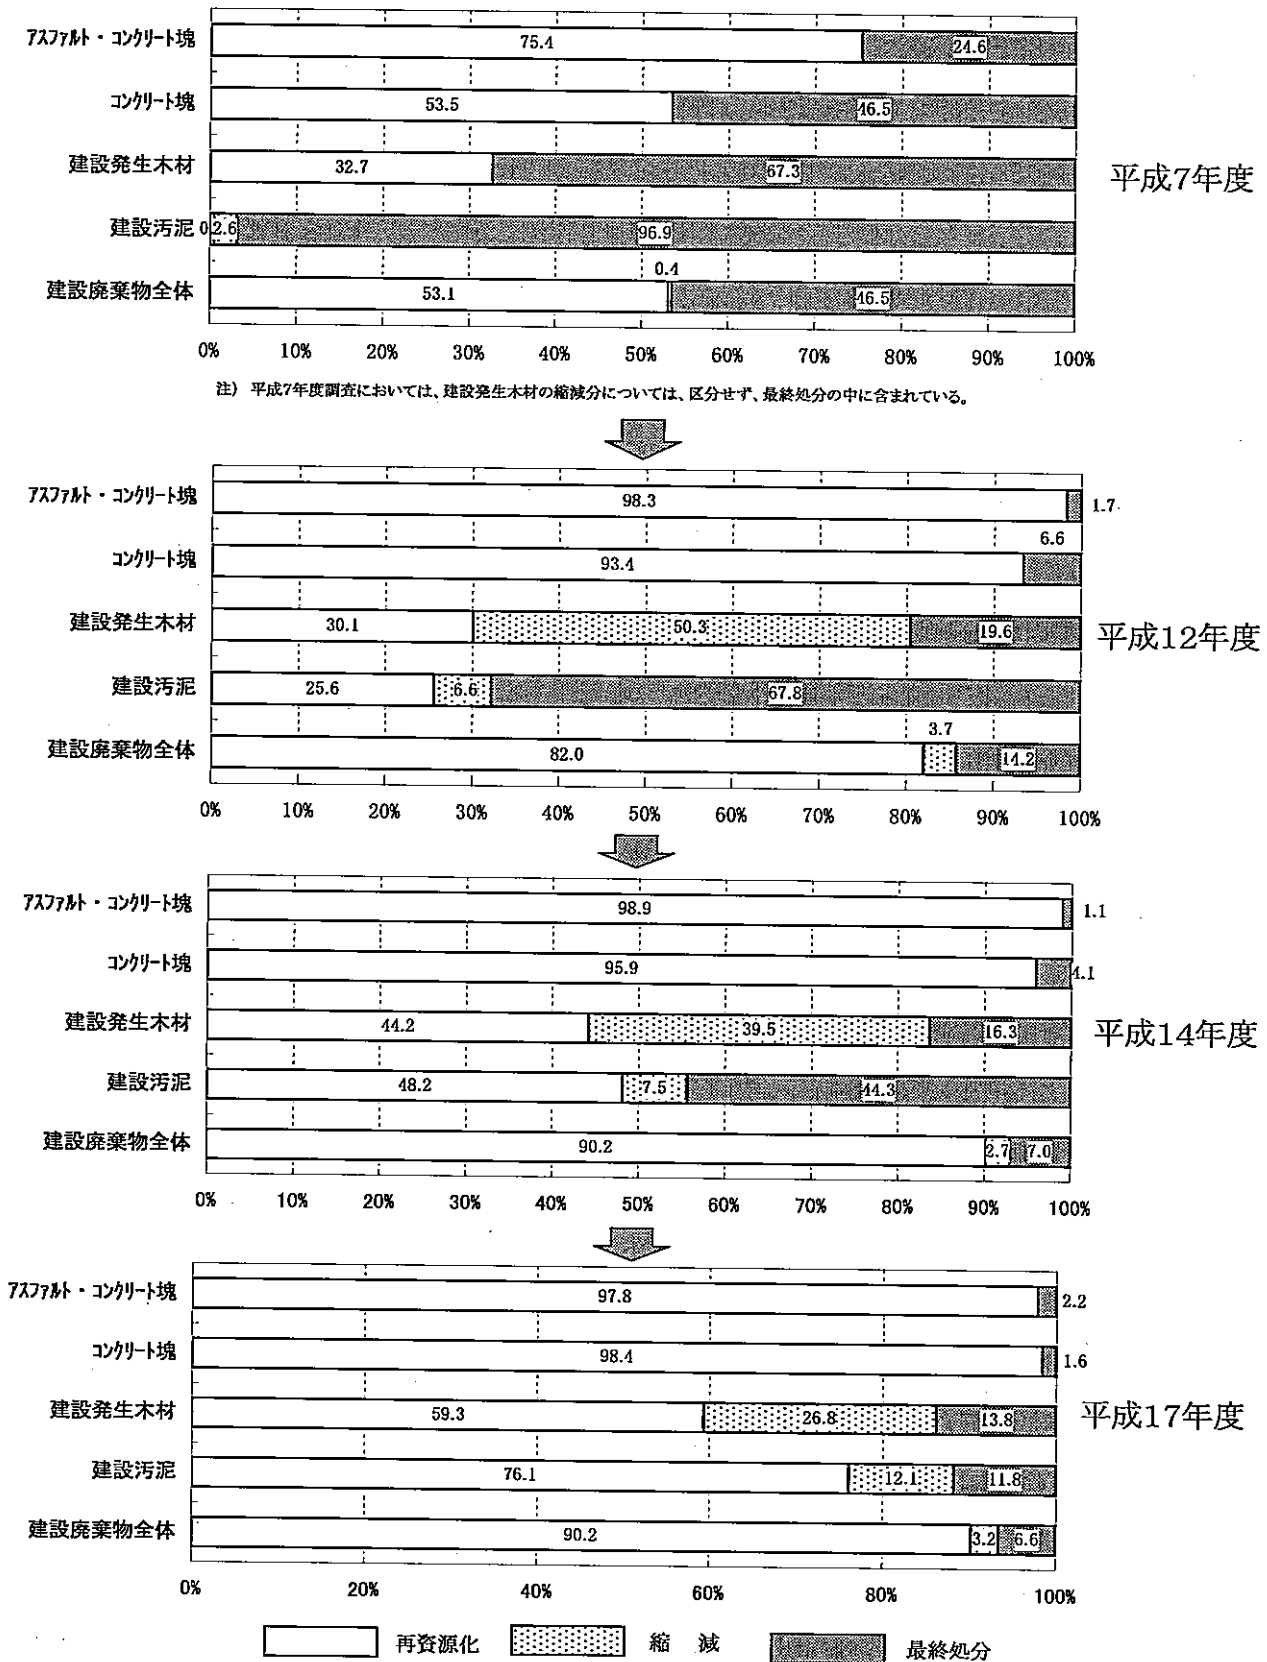 アスファルト・コンクリート塊 75.4 24.6
コンクリート塊 53.5 46.5
建設発生木材 32.7 67.3
平成7年度
建設汚泥 0 2.6 96.9
0.4
建設廃棄物全体 53.1 46.5
0% 10% 20% 30% 40% 50% 60% 70% 80% 90% 100%
注) 平成7年度調査においては、建設発生木材の縮減分については、区分せず、最終処分の中に含まれている。
アスファルト・コンクリート塊 98.3 1.7
6.6
コンクリート塊 93.4
建設発生木材 30.1 50.3 19.6
平成12年度
建設汚泥 25.6 6.6 67.8
3.7
建設廃棄物全体 82.0 14.2
0% 10% 20% 30% 40% 50% 60% 70% 80% 90% 100%
アスファルト・コンクリート塊 98.9 1.1
コンクリート塊 95.9 4.1
建設発生木材 44.2 39.5 16.3
平成14年度
建設汚泥 48.2 7.5 44.3
建設廃棄物全体 90.2 2.7 7.0
0% 10% 20% 30% 40% 50% 60% 70% 80% 90% 100%
アスファルト・コンクリート塊 97.8 2.2
コンクリート塊 98.4 1.6
建設発生木材 59.3 26.8 13.8
平成17年度
建設汚泥 76.1 12.1 11.8
建設廃棄物全体 90.2 3.2 6.6
0% 20% 40% 60% 80% 100%
再資源化 縮 減 最終処分